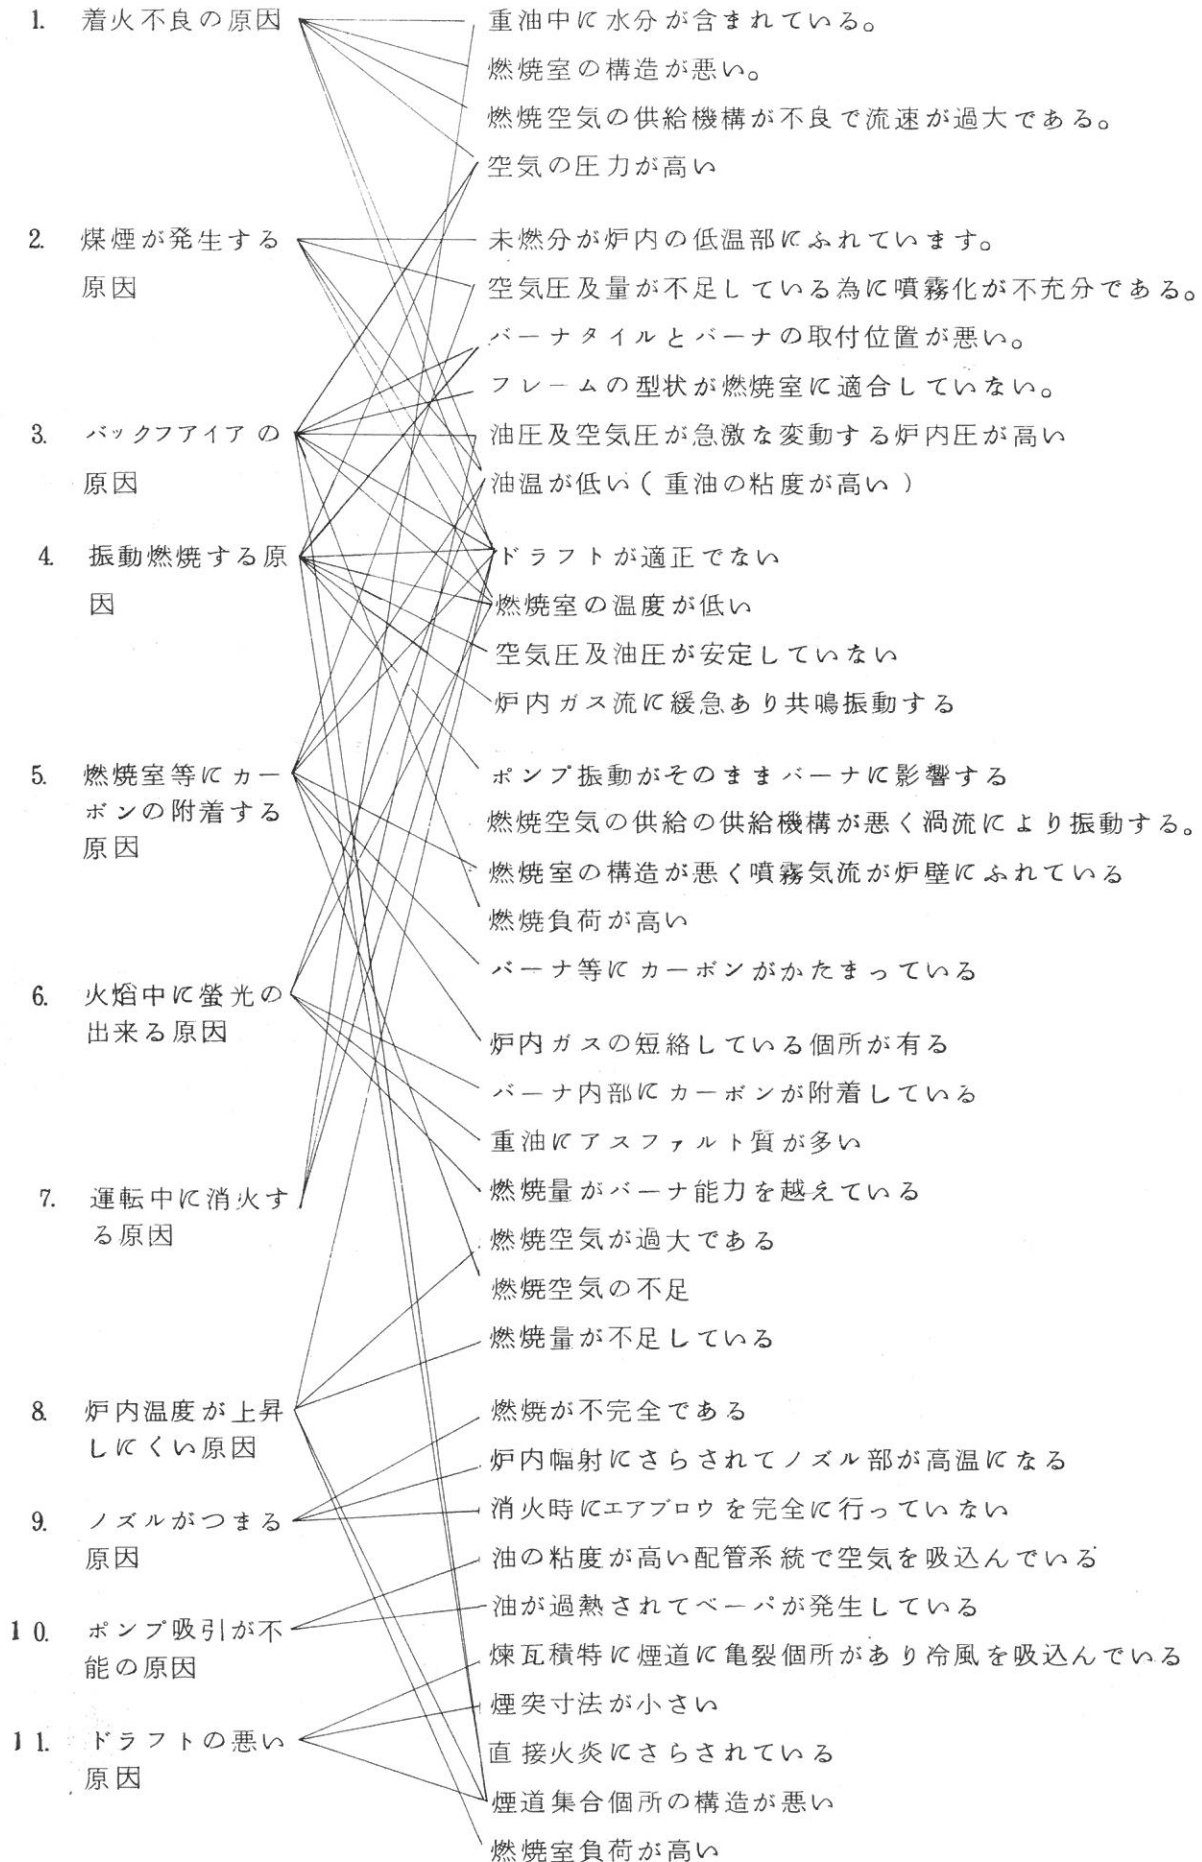 1. 着火不良の原因
重油中に水分が含まれている。
燃焼室の構造が悪い。
燃焼空気の供給機構が不良で流速が過大である。
空気の圧力が高い
2. 煤煙が発生する
原因
未燃分が炉内の低温部にふれています。
空気圧及量が不足している為に噴霧化が不充分である。
バーナタイルとバーナの取付位置が悪い。
フレームの型状が燃焼室に適合していない。
3. バックフアイアの
原因
油圧及空気圧が急激な変動する炉内圧が高い
油温が低い(重油の粘度が高い)
4. 振動燃焼する原
因
ドラフトが適正でない
燃焼室の温度が低い
空気圧及油圧が安定していない
炉内ガス流に緩急あり共鳴振動する
5. 燃焼室等にカー
ボンの附着する
原因
ポンプ振動がそのままバーナに影響する
燃焼空気の供給の供給機構が悪く渦流により振動する。
燃焼室の構造が悪く噴霧気流が炉壁にふれている
燃焼負荷が高い
バーナ等にカーボンがかたまっている
6. 火焰中に螢光の
出来る原因
炉内ガスの短絡している個所が有る
バーナ内部にカーボンが附着している
重油にアスファルト質が多い
燃焼量がバーナ能力を越えている
7. 運転中に消火す
る原因
燃焼空気が過大である
燃焼空気の不足
燃焼量が不足している
8. 炉内温度が上昇
しにくい原因
燃焼が不完全である
炉内輻射にさらされてノズル部が高温になる
消火時にエアブロウを完全に行っていない
9. ノズルがつまる
原因
油の粘度が高い配管系統で空気を吸込んでいる
油が過熱されてベーパが発生している
10. ポンプ吸引が不
能の原因
煉瓦積特に煙道に亀裂個所があり冷風を吸込んでいる
煙突寸法が小さい
11. ドラフトの悪い
原因
直接火炎にさらされている
煙道集合個所の構造が悪い
燃焼室負荷が高い